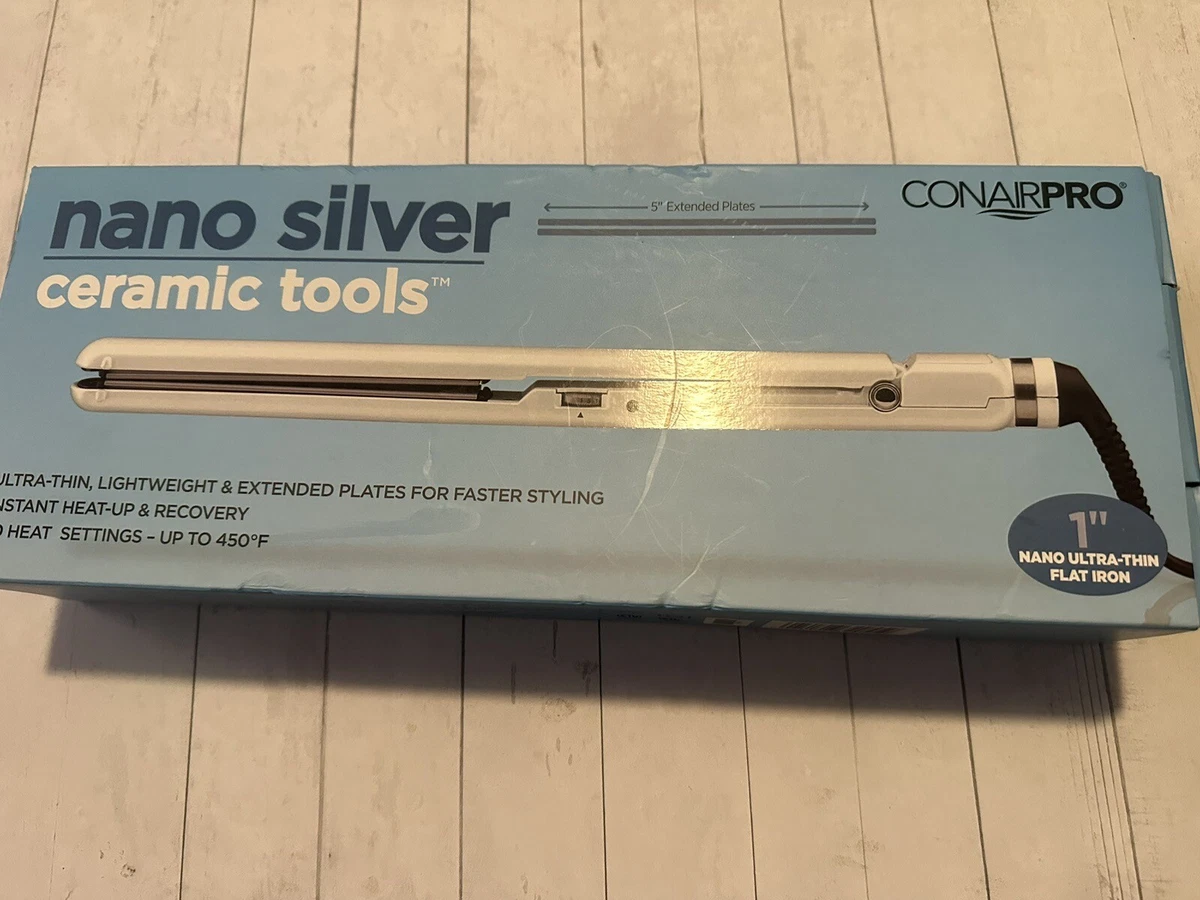 nano silver
ceramic tools™
5" Extended Plates
CONAIRPRO®
ULTRA-THIN, LIGHTWEIGHT & EXTENDED PLATES FOR FASTER STYLING
INSTANT HEAT-UP & RECOVERY
HEAT SETTINGS – UP TO 450°F
1"
NANO ULTRA-THIN
FLAT IRON